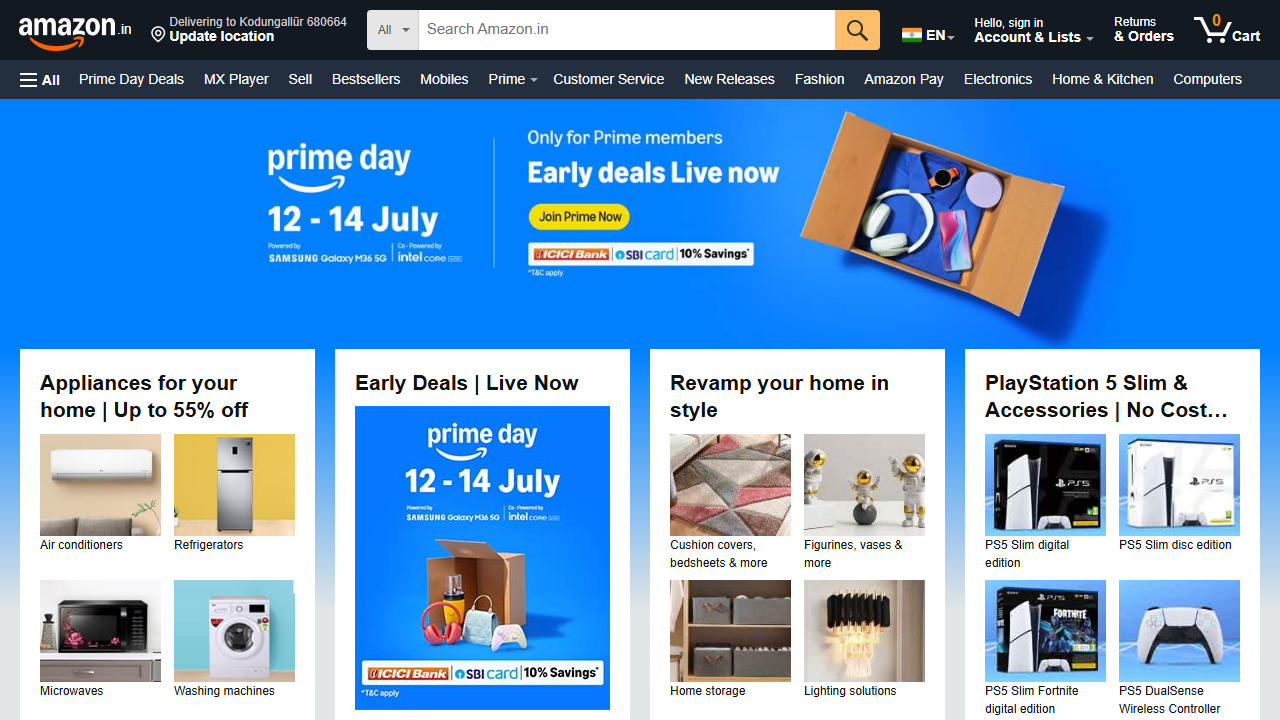 amazon.in
Delivering to Kodungallūr 680664
Update location
All
Search Amazon.in
EN
Hello, sign in
Account & Lists
Returns
& Orders
0
Cart
All
Prime Day Deals
MX Player
Sell
Bestsellers
Mobiles
Prime
Customer Service
New Releases
Fashion
Amazon Pay
Electronics
Home & Kitchen
Computers
prime day
12 - 14 July
Powered by
SAMSUNG Galaxy M36 5G
Co - Powered by
intel core
Only for Prime members
Early deals Live now
Join Prime Now
ICICI Bank | SBI card | 10% Savings*
*T&C apply
Appliances for your
home | Up to 55% off
Air conditioners
Refrigerators
Microwaves
Washing machines
Early Deals | Live Now
prime day
12 - 14 July
Powered by
SAMSUNG Galaxy M36 5G
Co - Powered by
intel core
ICICI Bank | SBI card | 10% Savings*
*T&C apply
Revamp your home in
style
Cushion covers,
bedsheets & more
Figurines, vases &
more
Home storage
Lighting solutions
PlayStation 5 Slim &
Accessories | No Cost…
PS5
PS5 Slim digital
edition
PS5
PS5 Slim disc edition
PS5
FORTNITE
PS5 Slim Fortnite
digital edition
PS5 DualSense
Wireless Controller